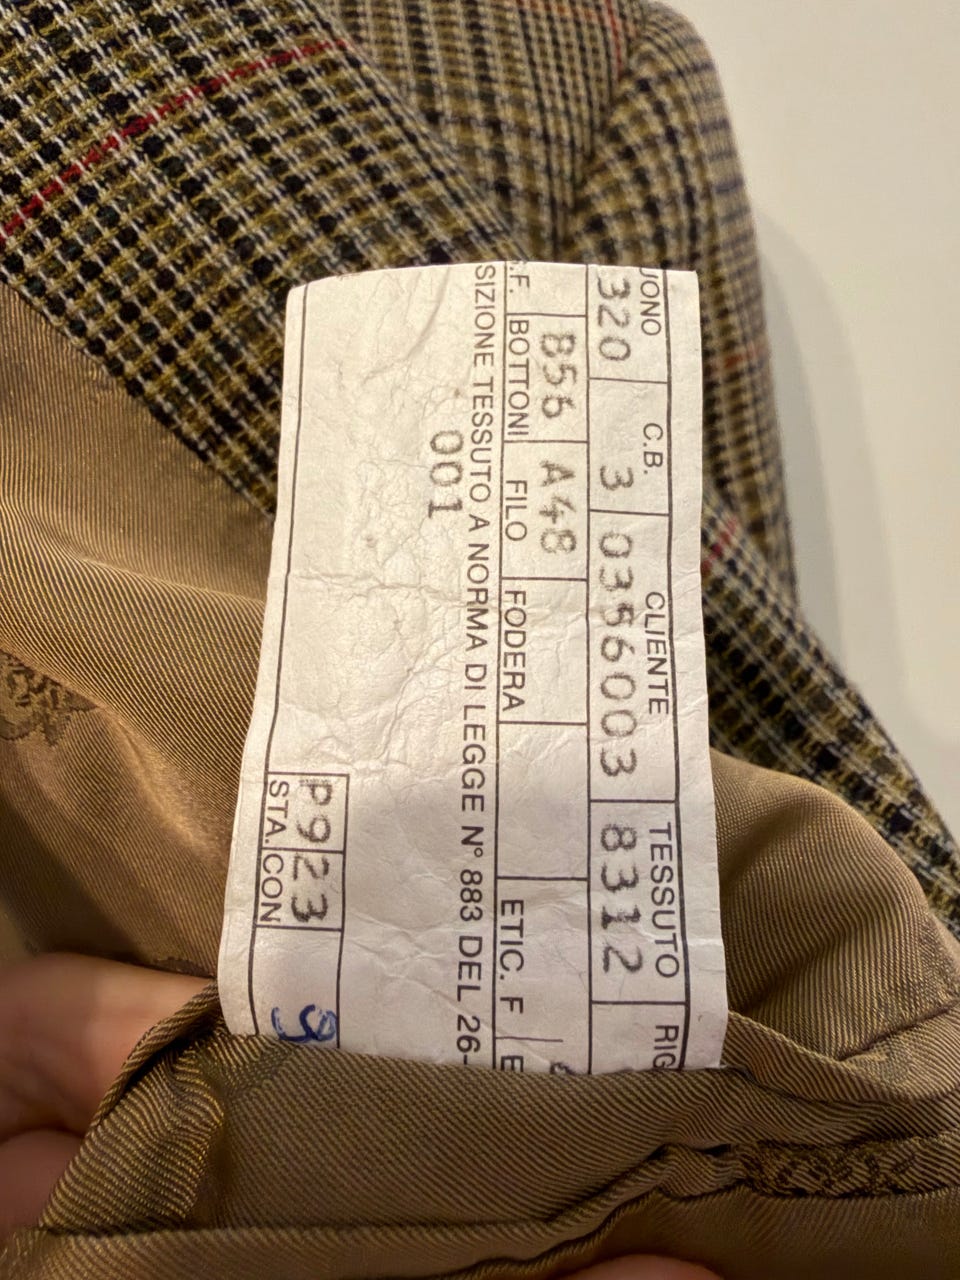 UONO C.B. CLIENTE TESSUTO RIG
320 3 0356003 8312
B56 A48
.F. BOTTONI FILO FODERA ETIC. F E
SIZIONE TESSUTO A NORMA DI LEGGE N° 883 DEL 26-
001
P923
STA.CON